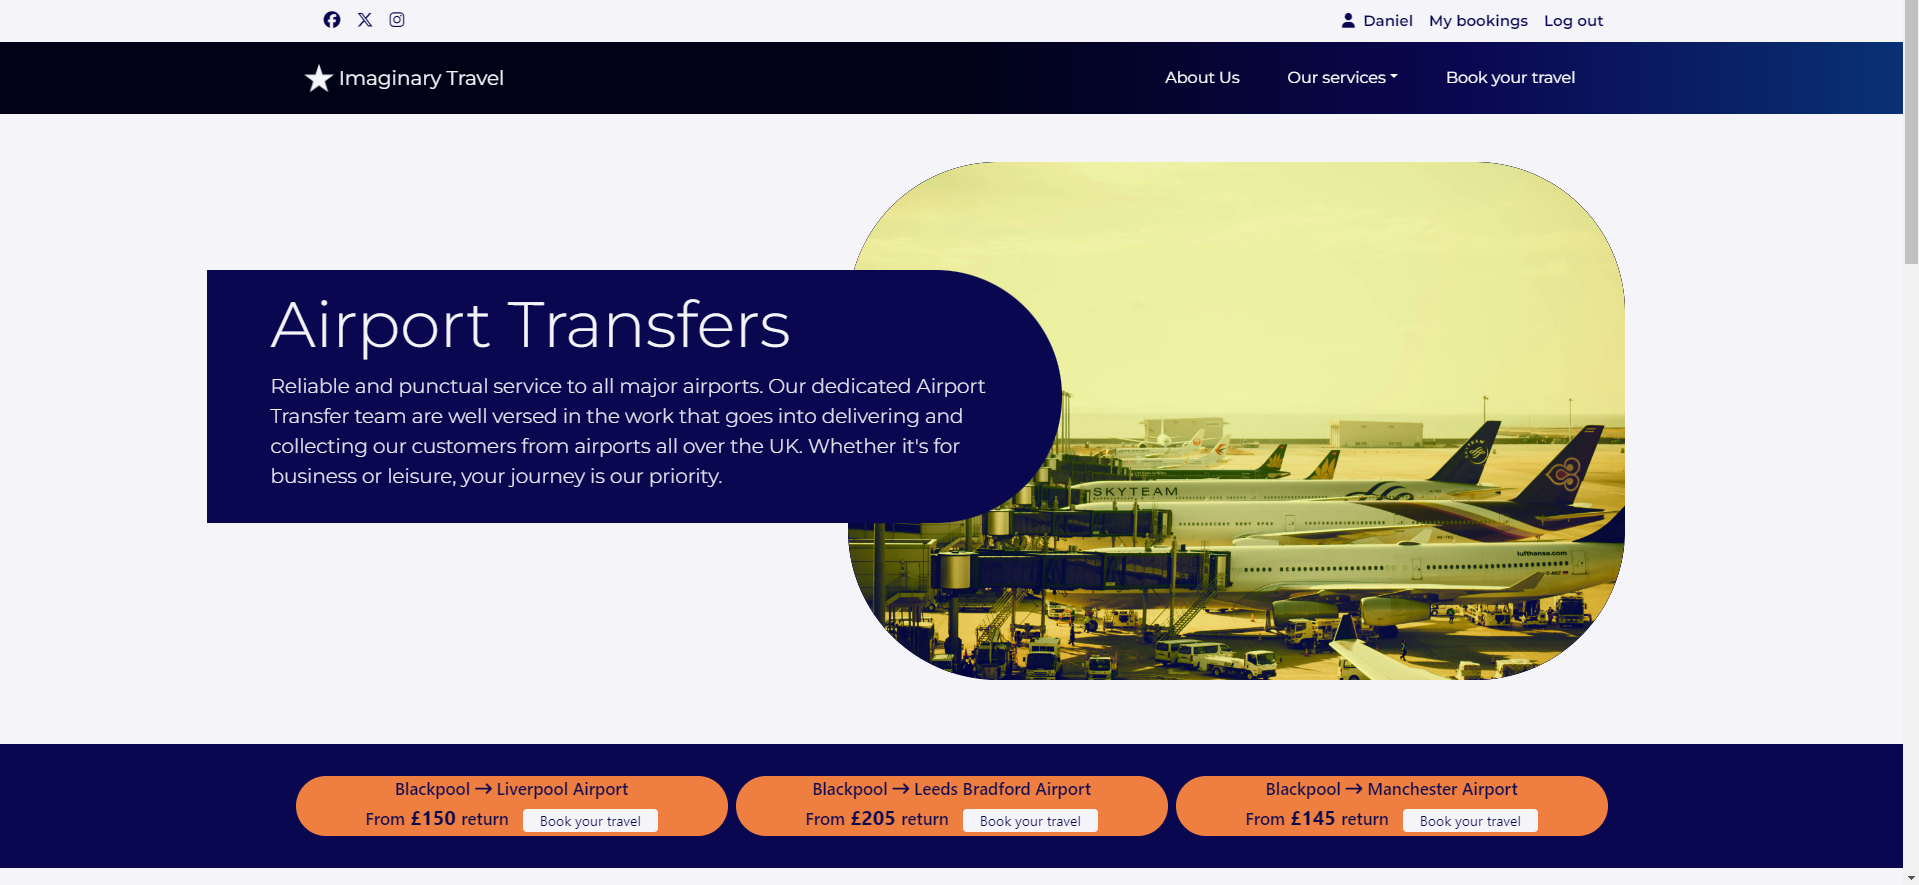 Daniel My bookings Log out
Imaginary Travel
About Us Our services Book your travel
Airport Transfers
Reliable and punctual service to all major airports. Our dedicated Airport
Transfer team are well versed in the work that goes into delivering and
collecting our customers from airports all over the UK. Whether it's for
business or leisure, your journey is our priority.
SKYTEAM
lufthansa.com
Blackpool → Liverpool Airport
From £150 return Book your travel
Blackpool → Leeds Bradford Airport
From £205 return Book your travel
Blackpool → Manchester Airport
From £145 return Book your travel